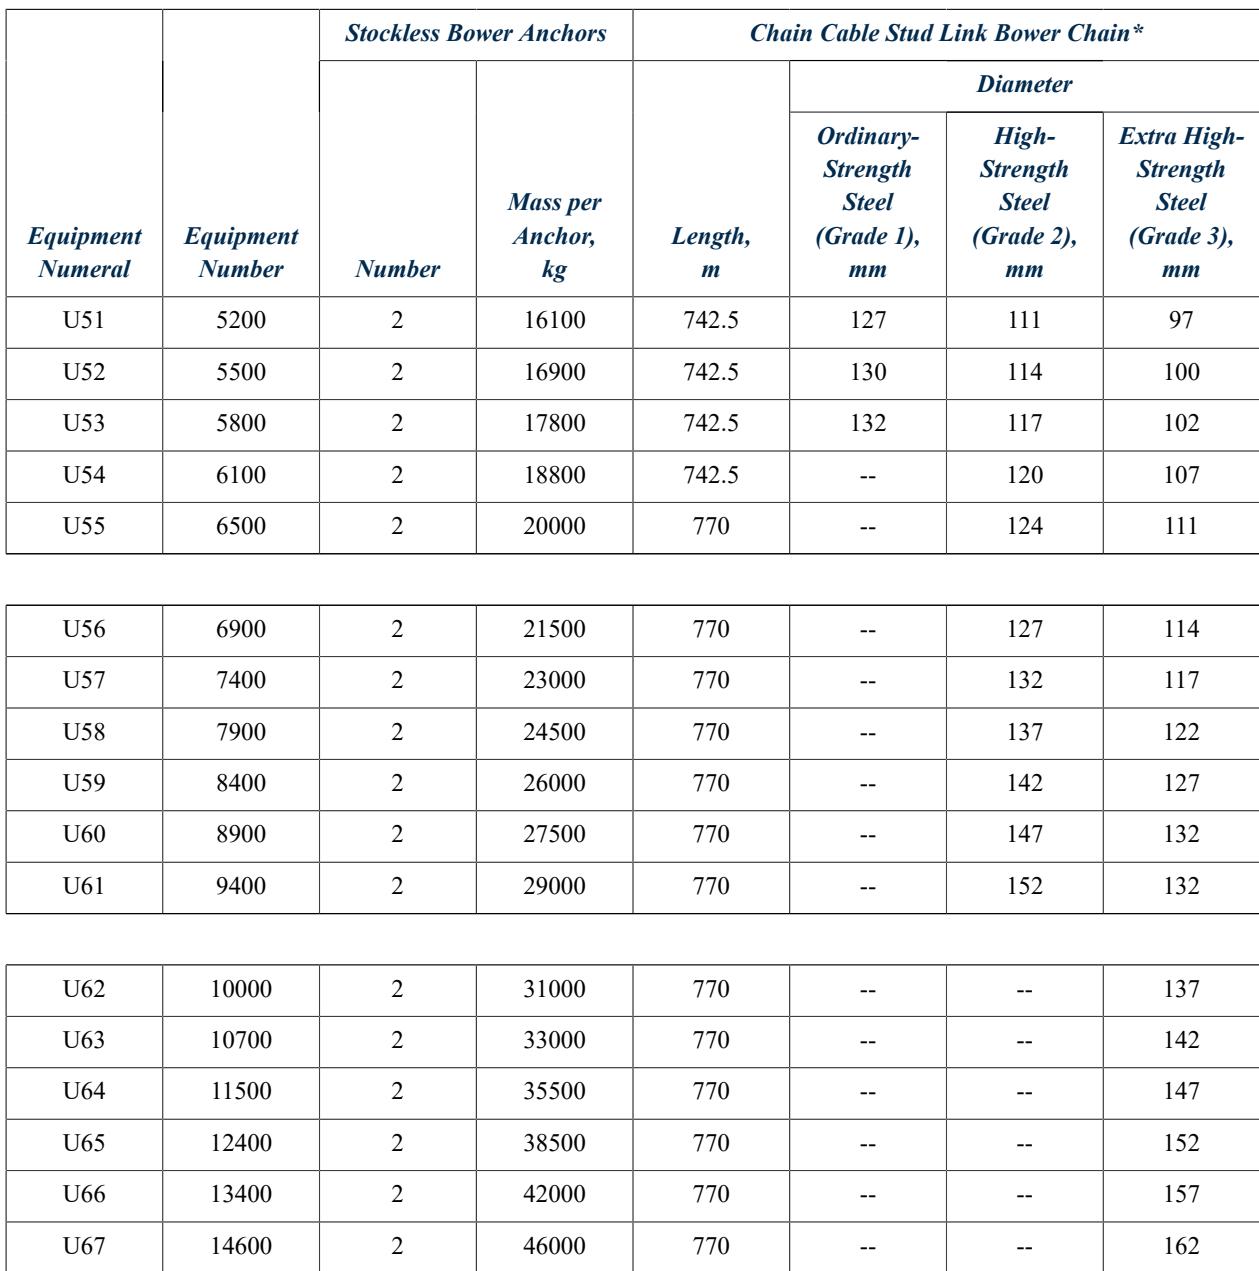 Stockless Bower Anchors Chain Cable Stud Link Bower Chain*
Diameter
Equipment Numeral Equipment Number Number Mass per Anchor, kg Length, m Ordinary-Strength Steel (Grade 1), mm High-Strength Steel (Grade 2), mm Extra High-Strength Steel (Grade 3), mm
U51 5200 2 16100 742.5 127 111 97
U52 5500 2 16900 742.5 130 114 100
U53 5800 2 17800 742.5 132 117 102
U54 6100 2 18800 742.5 -- 120 107
U55 6500 2 20000 770 -- 124 111
U56 6900 2 21500 770 -- 127 114
U57 7400 2 23000 770 -- 132 117
U58 7900 2 24500 770 -- 137 122
U59 8400 2 26000 770 -- 142 127
U60 8900 2 27500 770 -- 147 132
U61 9400 2 29000 770 -- 152 132
U62 10000 2 31000 770 -- -- 137
U63 10700 2 33000 770 -- -- 142
U64 11500 2 35500 770 -- -- 147
U65 12400 2 38500 770 -- -- 152
U66 13400 2 42000 770 -- -- 157
U67 14600 2 46000 770 -- -- 162